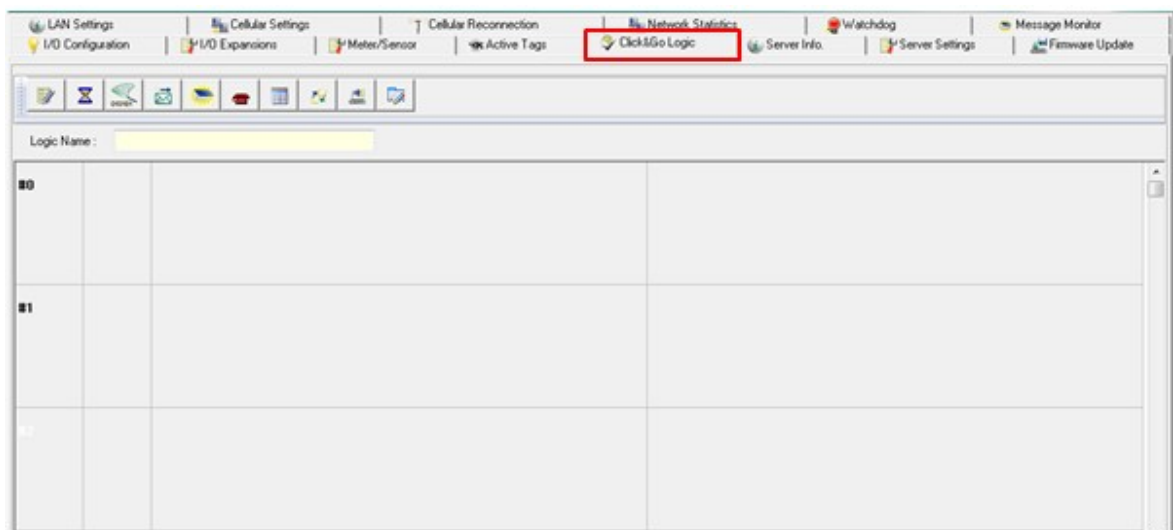 LAN Settings Cellular Settings Cellular Reconnection Network Statistics Watchdog Message Monitor
I/O Configuration I/O Expansions Meter/Sensor Active Tags Click&Go Logic Server Info. Server Settings Firmware Update
Logic Name :
#0
#1
#2